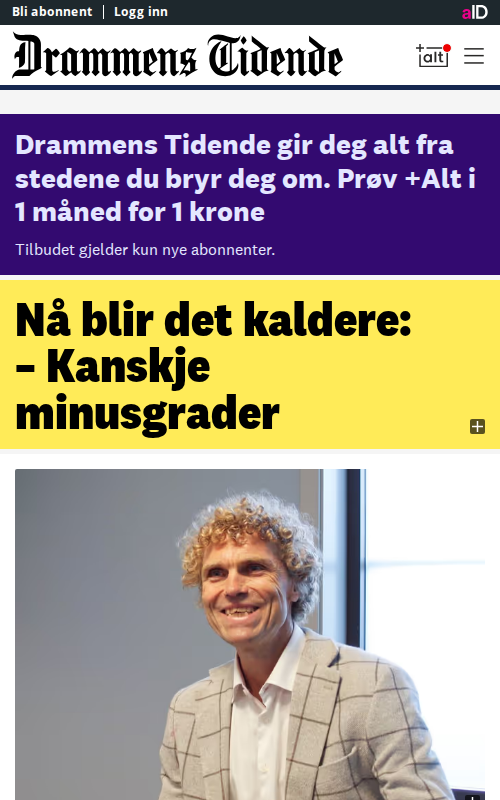 Bli abonnent | Logg inn
aID
Drammens Tidende
+alt
Drammens Tidende gir deg alt fra
stedene du bryr deg om. Prøv +Alt i
1 måned for 1 krone
Tilbudet gjelder kun nye abonnenter.
Nå blir det kaldere:
– Kanskje
minusgrader